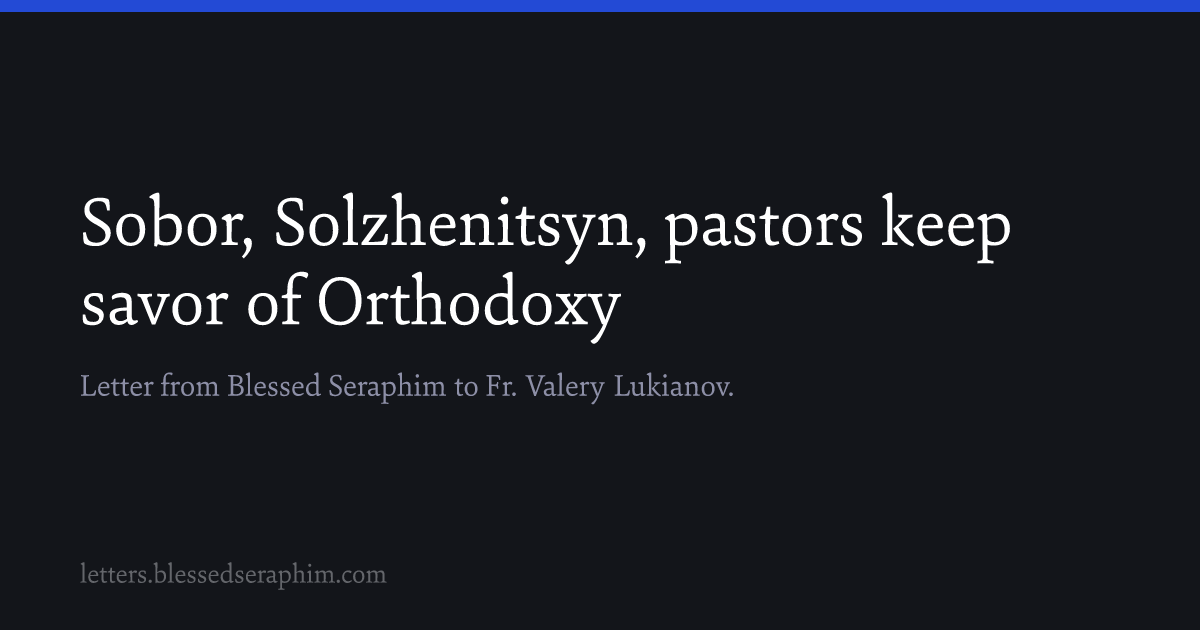 Sobor, Solzhenitsyn, pastors keep
savor of Orthodoxy
Letter from Blessed Seraphim to Fr. Valery Lukianov.
letters.blessedseraphim.com